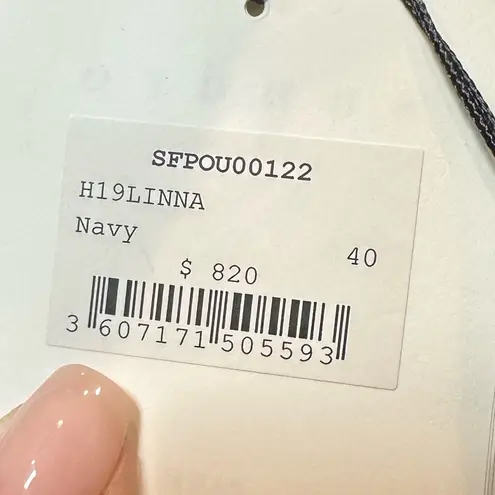 SFPOU00122
H19LINNA
Navy
40
$ 820
3 607171 505593